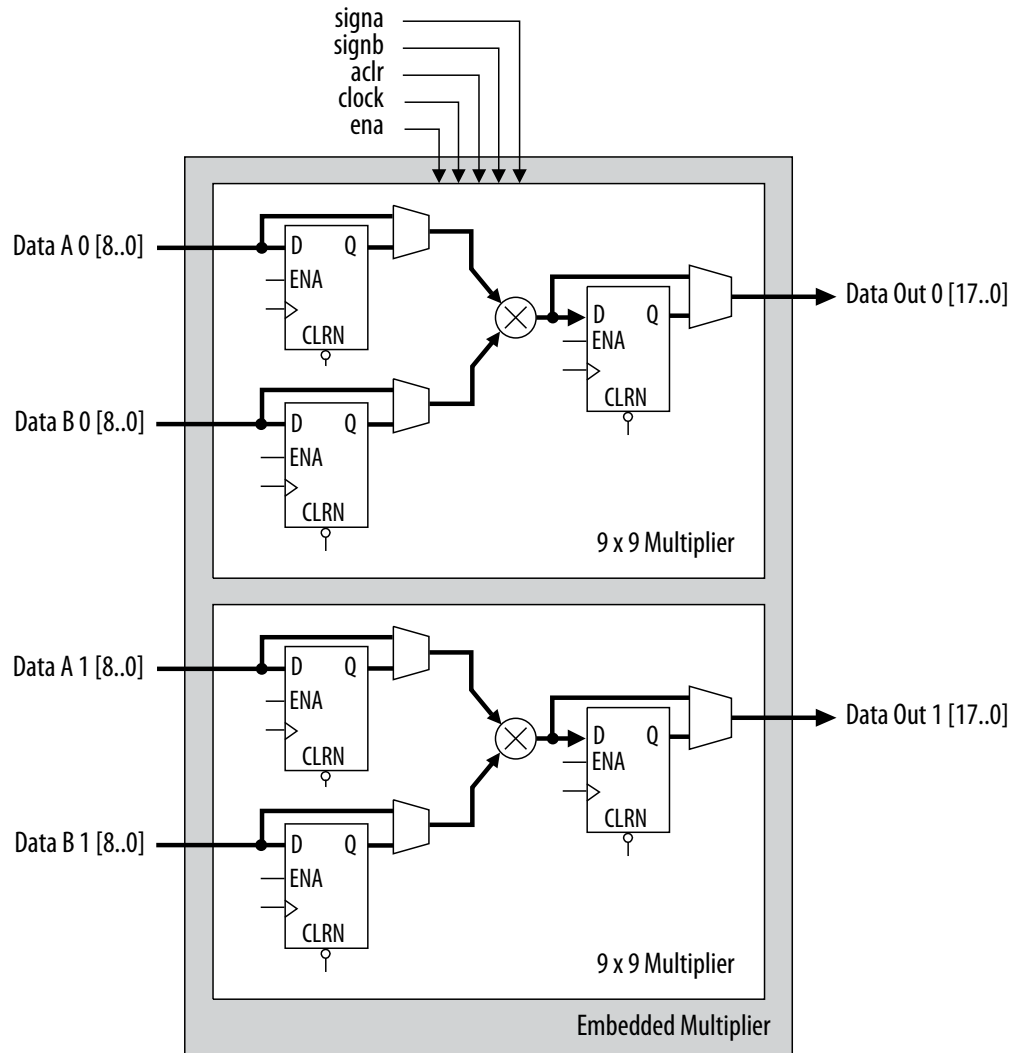 signa
signb
aclr
clock
ena
Data A 0 [8..0]
D Q
ENA
CLRN
Data Out 0 [17..0]
D Q
ENA
CLRN
Data B 0 [8..0]
D Q
ENA
CLRN
9 x 9 Multiplier
Data A 1 [8..0]
D Q
ENA
CLRN
Data Out 1 [17..0]
D Q
ENA
CLRN
Data B 1 [8..0]
D Q
ENA
CLRN
9 x 9 Multiplier
Embedded Multiplier